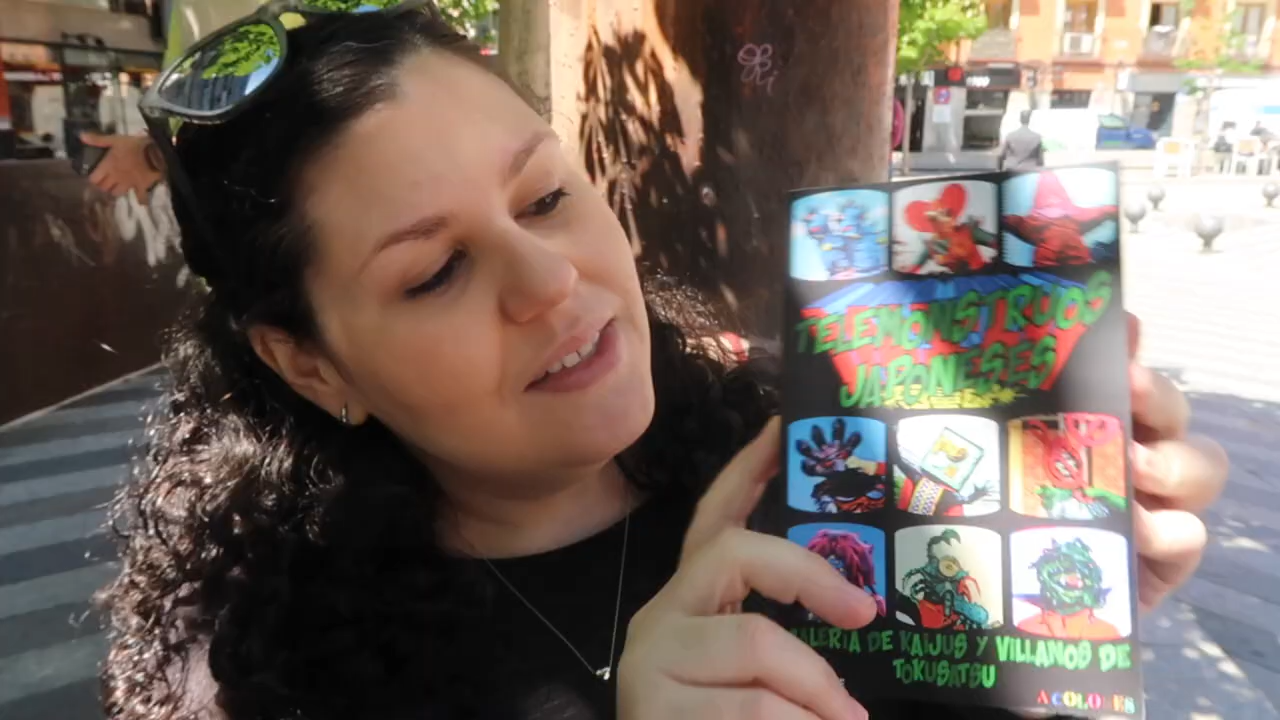 TELEMONSTRUOS
JAPONESES
GALERIA DE KAIJUS Y VILLANOS DE
TOKUSATSU
A COLORES